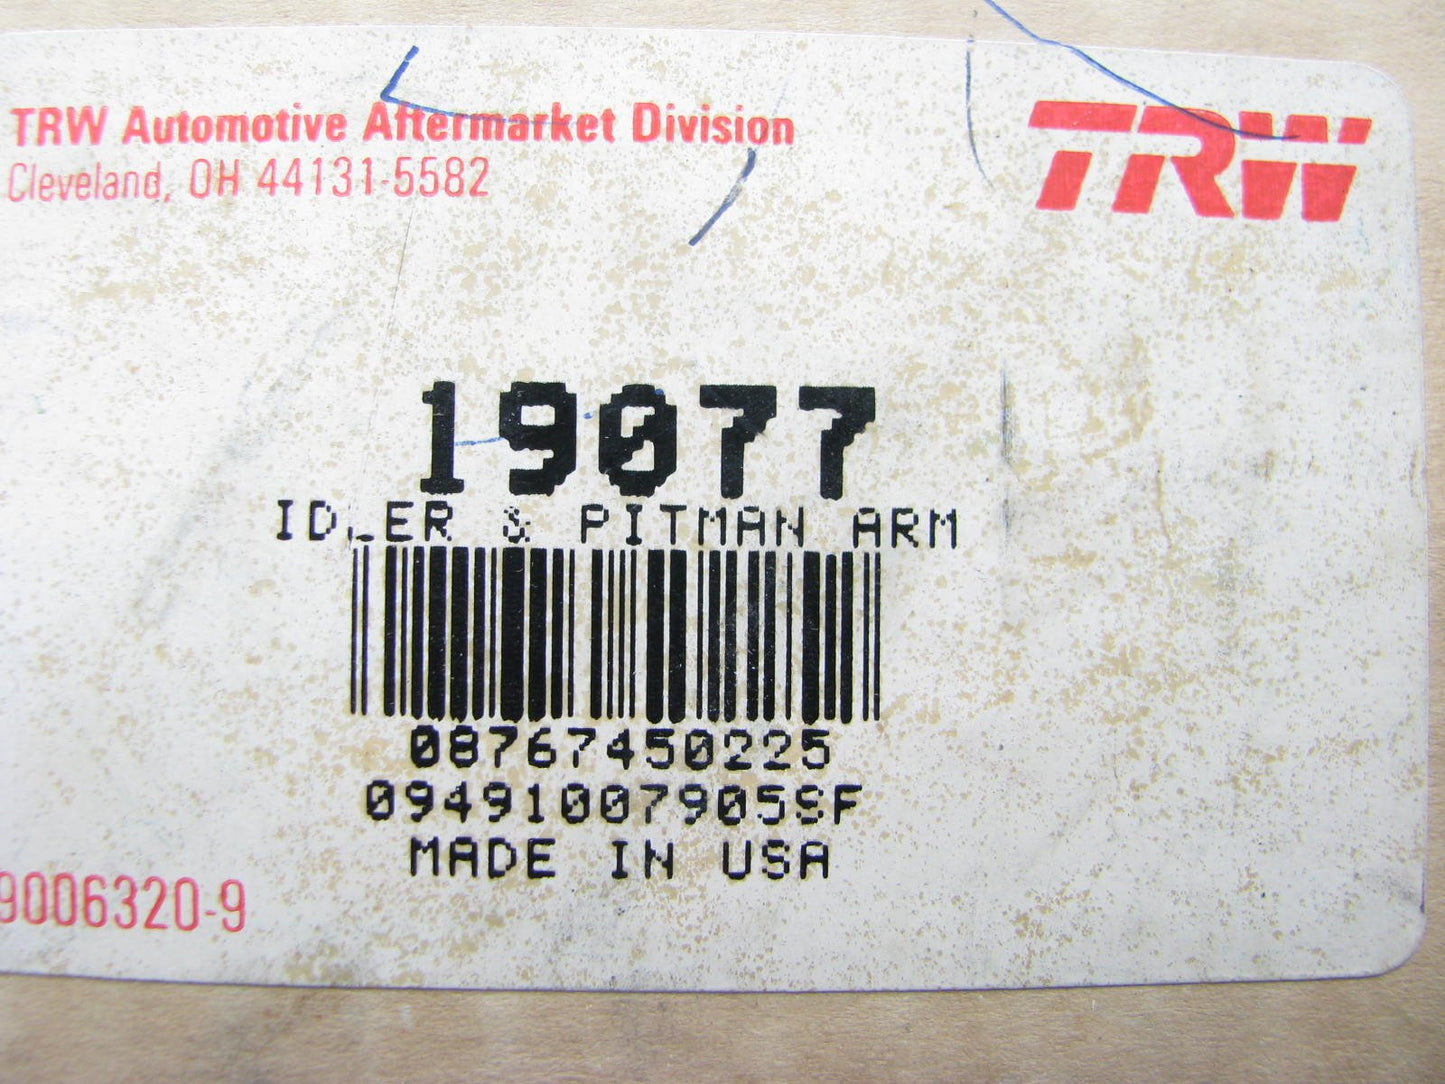 TRW Automotive Aftermarket Division
Cleveland, OH 44131-5582
TRW
19077
IDLER & PITMAN ARM
08767450225
09491007905SF
MADE IN USA
9006320-9